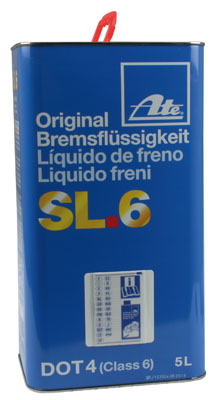 Ate
Original
Bremsflüssigkeit
Líquido de freno
Liquido freni
SL.6
DOT 4 (Class 6) 5L